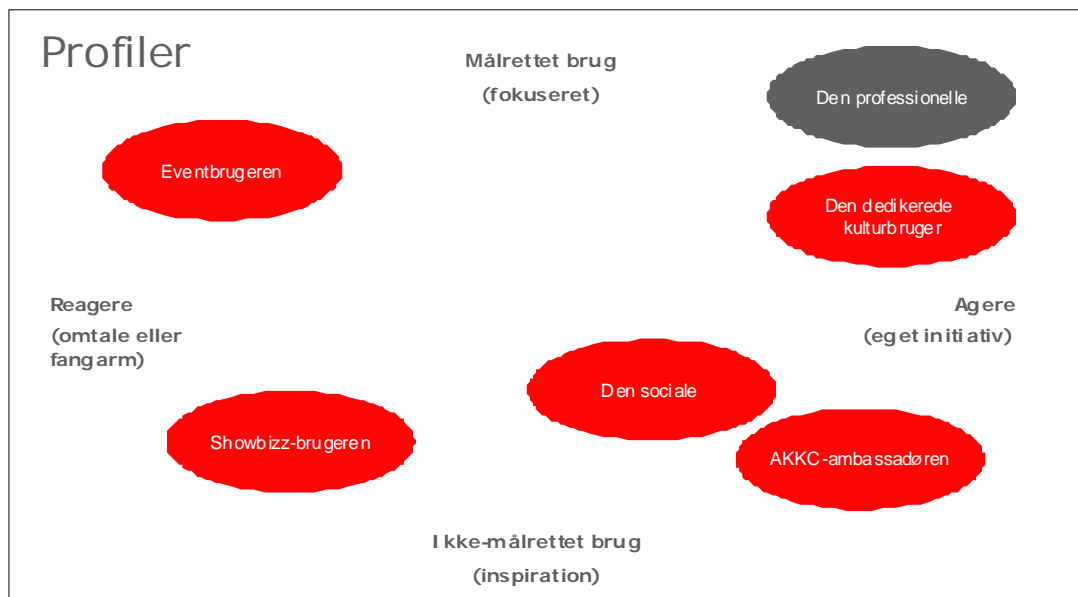 Profiler
Målrettet brug
(fokuseret)
Den professionelle
Eventbrugeren
Den dedikerede
kulturbruger
Reagere
(omtale eller
fangarm)
Agere
(eget initiativ)
Den sociale
Showbizz-brugeren
AKKC-ambassadøren
Ikke-målrettet brug
(inspiration)